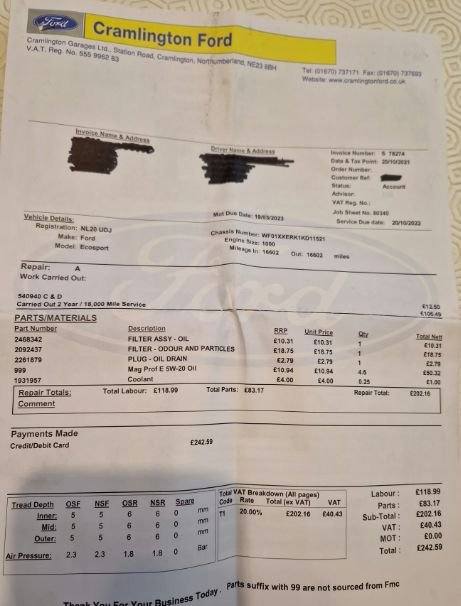 Ford
Cramlington Ford
Cramlington Garages Ltd., Station Road, Cramlington, Northumberland, NE23 8BH
V.A.T. Reg. No. 555 9962 83
Tel: (01670) 737171 Fax: (01670) 737693
Website: www.cramlingtonford.co.uk
Invoice Name & Address
Driver Name & Address
Invoice Number: S 78274
Data & Tax Point: 20/10/2021
Order Number:
Customer Ref:
Status: Account
Advisor:
VAT Reg. No.:
Job Sheet No. 80340
Mot Due Date: 19/03/2023
Service Due date: 20/10/2023
Vehicle Details:
Registration: NL20 UDJ
Make: Ford
Model: Ecosport
Chassis Number: WF01XXERK1KD11521
Engine Size: 1000
Mileage In: 16602 Out: 16602 miles
Repair: A
Work Carried Out:
540940 C & D £12.50
Carried Out 2 Year / 18,000 Mile Service £106.49
PARTS/MATERIALS
Part Number Description RRP Unit Price Qty Total Nett
2468342 FILTER ASSY - OIL £10.31 £10.31 1 £10.31
2092437 FILTER - ODOUR AND PARTICLES £18.75 £18.75 1 £18.75
2261879 PLUG - OIL DRAIN £2.79 £2.79 1 £2.79
999 Mag Prof E 5W-20 Oil £10.94 £10.94 4.6 £50.32
1931957 Coolant £4.00 £4.00 0.25 £1.00
Repair Totals: Total Labour: £118.99 Total Parts: £83.17 Repair Total: £202.16
Comment
Payments Made
Credit/Debit Card £242.59
Tread Depth OSF NSF OSR NSR Spare
Inner: 5 5 6 6 0 mm
Mid: 5 5 6 6 0 mm
Outer: 5 5 6 6 0 mm
Air Pressure: 2.3 2.3 1.8 1.8 0 Bar
Total VAT Breakdown (All pages)
Code Rate Total (ex VAT) VAT
T1 20.00% £202.16 £40.43
Labour : £118.99
Parts : £83.17
Sub-Total : £202.16
VAT : £40.43
MOT : £0.00
Total : £242.59
Thank You For Your Business Today. Parts suffix with 99 are not sourced from Fmc